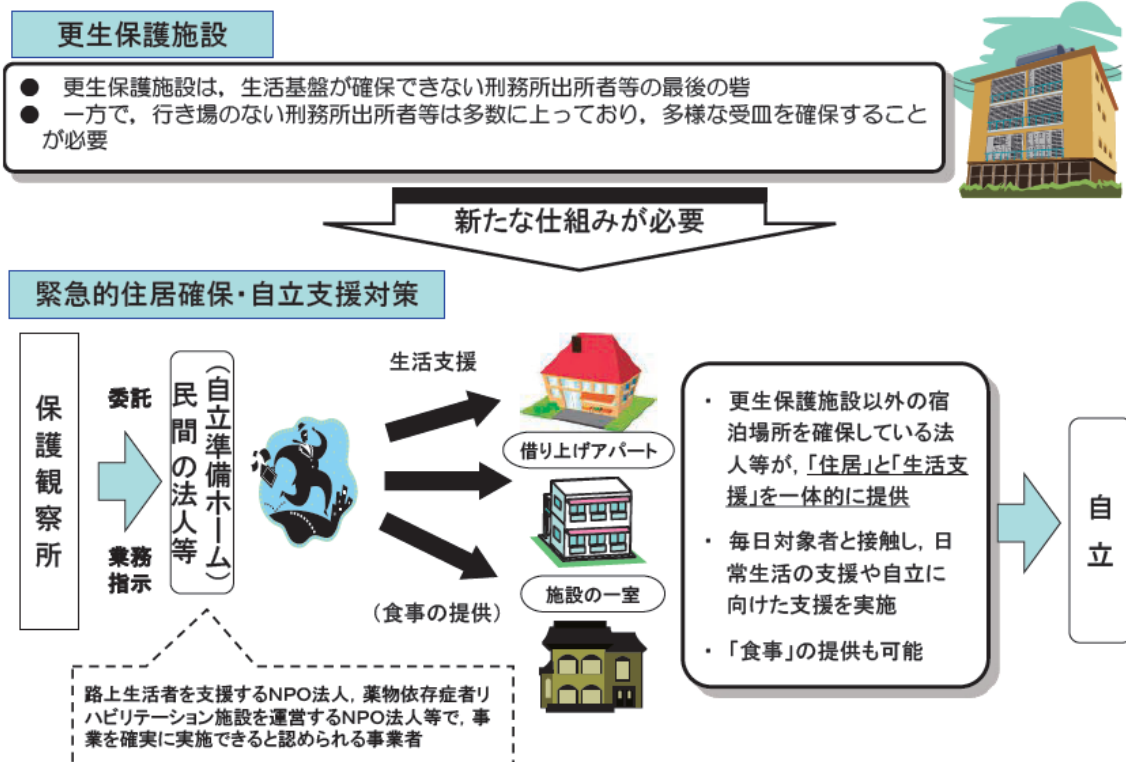 更生保護施設
● 更生保護施設は，生活基盤が確保できない刑務所出所者等の最後の砦
● 一方で，行き場のない刑務所出所者等は多数に上っており，多様な受皿を確保すること
が必要
新たな仕組みが必要
緊急的住居確保・自立支援対策
保護観察所
委託
業務
指示
民間の法人等
（自立準備ホーム）
生活支援
（食事の提供）
借り上げアパート
施設の一室
・ 更生保護施設以外の宿
泊場所を確保している法
人等が，「住居」と「生活支
援」を一体的に提供
・ 毎日対象者と接触し，日
常生活の支援や自立に
向けた支援を実施
・ 「食事」の提供も可能
自立
路上生活者を支援するNPO法人，薬物依存症者リ
ハビリテーション施設を運営するNPO法人等で，事
業を確実に実施できると認められる事業者